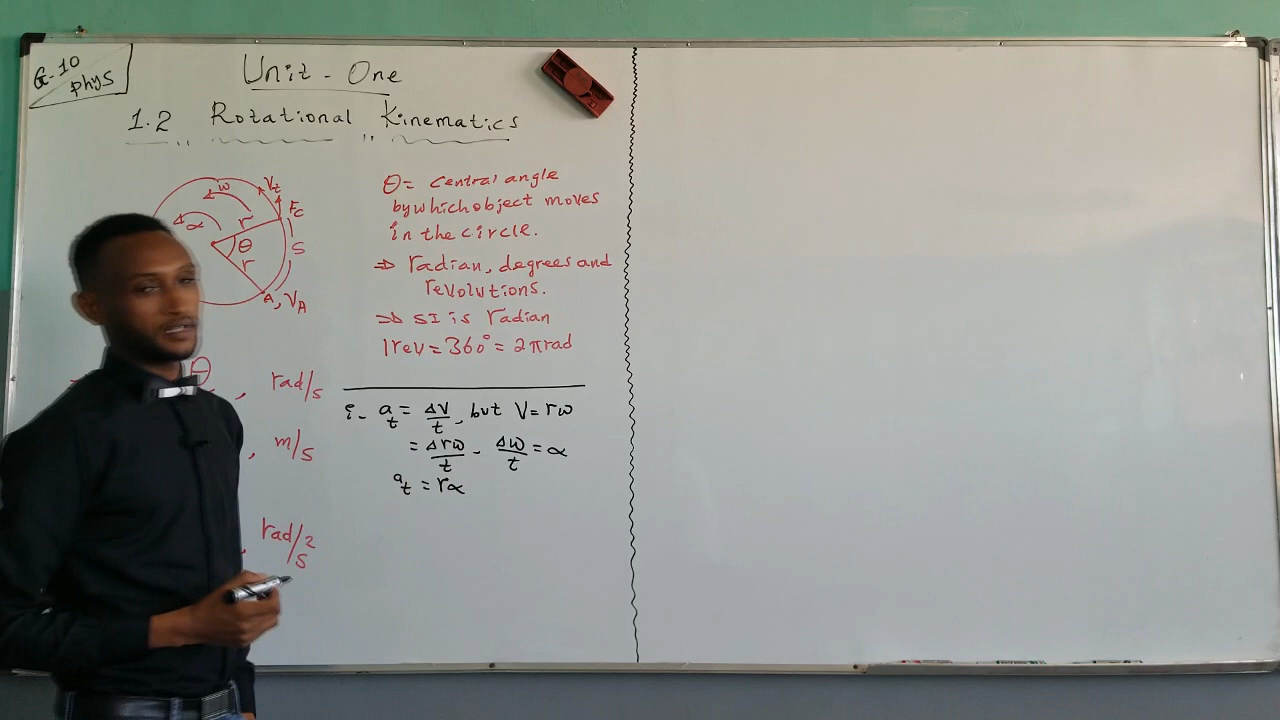 G-10
phys
Unit - One
1.2 Rotational Kinematics
ω
Vt
α
r
Fc
θ
S
r
A, VA
θ = central angle
by which object moves
in the circle.
⇒ radian, degrees and
revolutions.
⇒ SI is radian
1rev = 360° = 2πrad
θ , rad/s
, m/s
, rad/s²
i- at = ΔV/t, but V = rω
= Δrω/t - Δω/t = α
at = rα